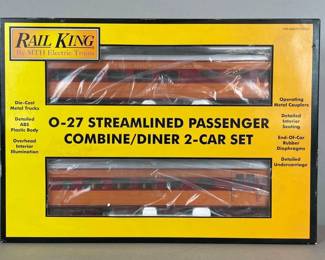 RAIL KING
By MTH Electric Trains
Die-Cast
Metal Trucks
Detailed
ABS
Plastic Body
Overhead
Interior
Illumination
O-27 STREAMLINED PASSENGER
COMBINE/DINER 2-CAR SET
Operating
Metal Couplers
Detailed
Interior
Seating
End-Of-Car
Rubber
Diaphragms
Detailed
Undercarriage